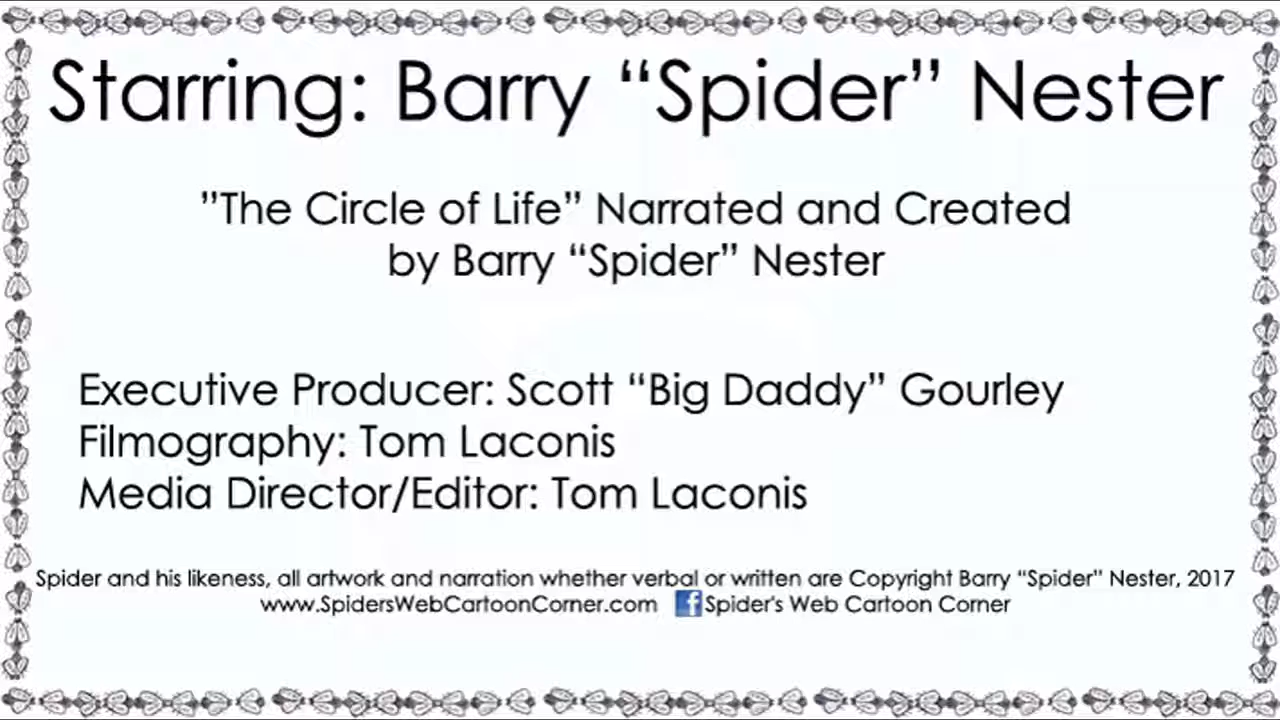 Starring: Barry “Spider” Nester
”The Circle of Life” Narrated and Created
by Barry “Spider” Nester
Executive Producer: Scott “Big Daddy” Gourley
Filmography: Tom Laconis
Media Director/Editor: Tom Laconis
Spider and his likeness, all artwork and narration whether verbal or written are Copyright Barry “Spider” Nester, 2017
www.SpidersWebCartoonCorner.com f Spider's Web Cartoon Corner